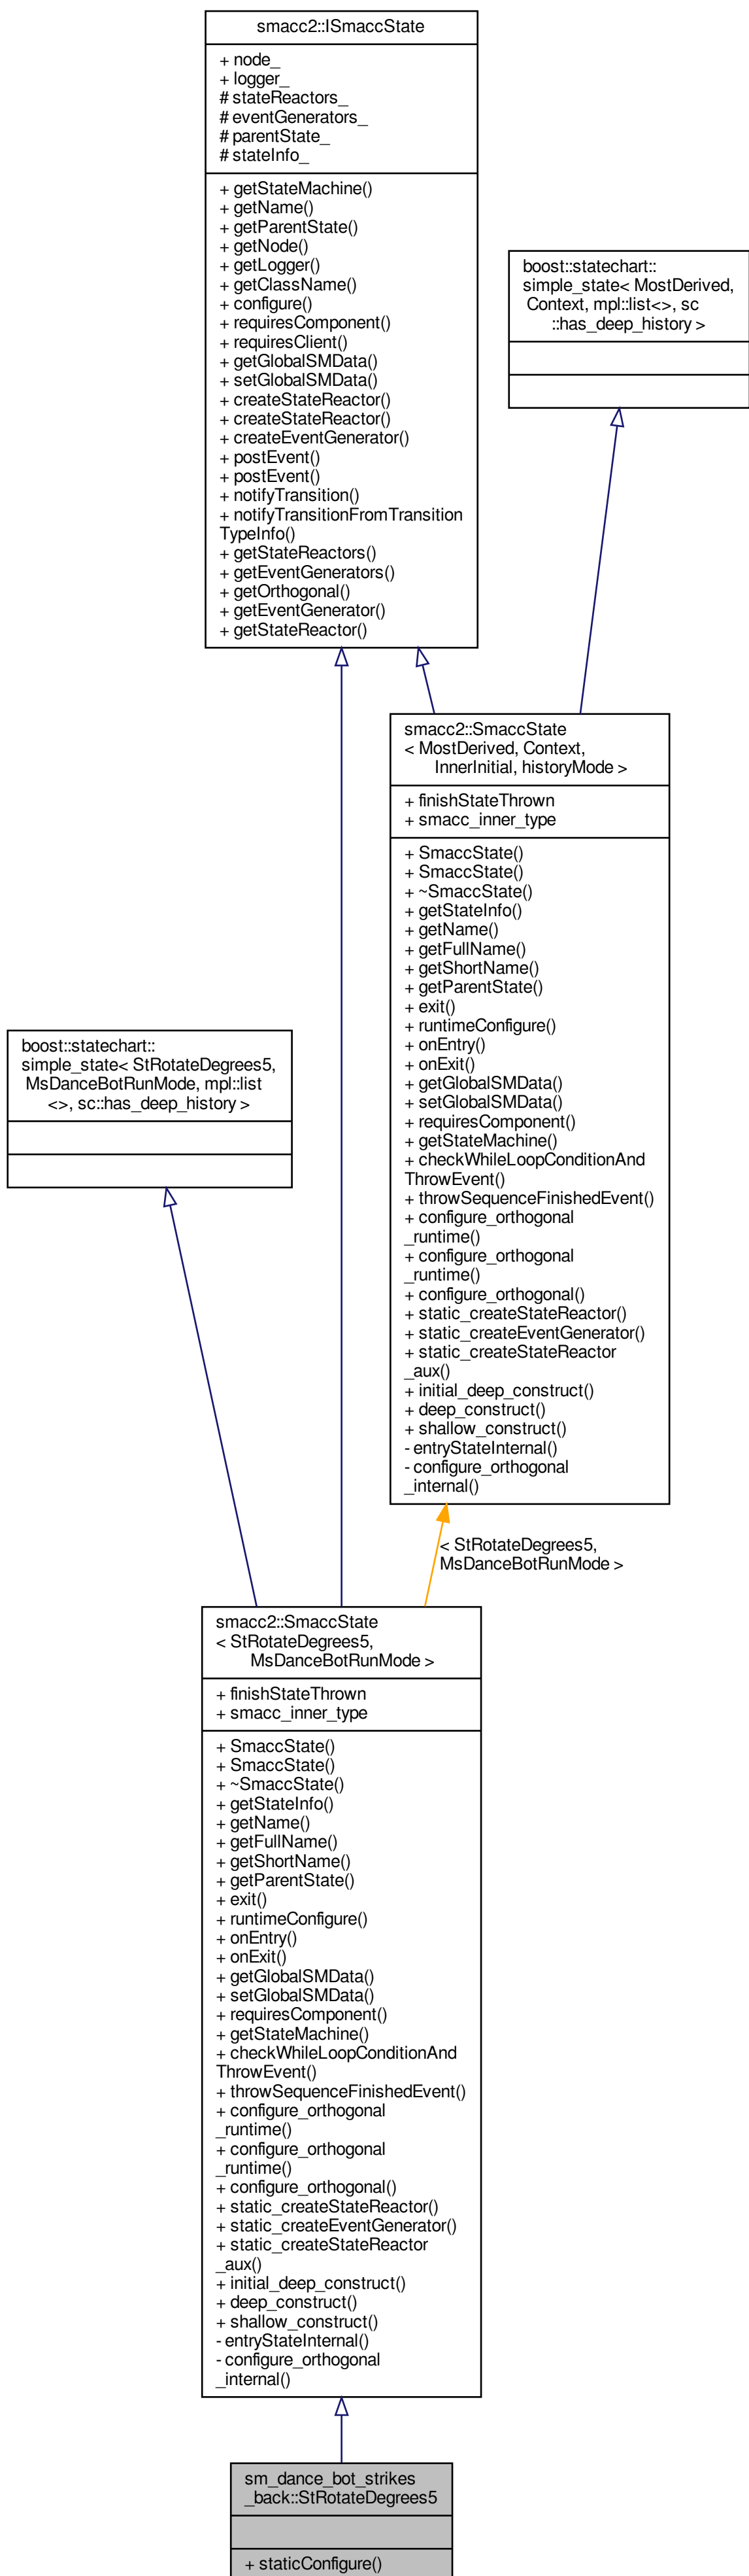 smacc2::ISmaccState
+ node_
+ logger_
# stateReactors_
# eventGenerators_
# parentState_
# stateInfo_
+ getStateMachine()
+ getName()
+ getParentState()
+ getNode()
+ getLogger()
+ getClassName()
+ configure()
+ requiresComponent()
+ requiresClient()
+ getGlobalSMData()
+ setGlobalSMData()
+ createStateReactor()
+ createStateReactor()
+ createEventGenerator()
+ postEvent()
+ postEvent()
+ notifyTransition()
+ notifyTransitionFromTransition
TypeInfo()
+ getStateReactors()
+ getEventGenerators()
+ getOrthogonal()
+ getEventGenerator()
+ getStateReactor()
boost::statechart::
simple_state< MostDerived,
Context, mpl::list<>, sc
::has_deep_history >
smacc2::SmaccState
< MostDerived, Context,
InnerInitial, historyMode >
+ finishStateThrown
+ smacc_inner_type
+ SmaccState()
+ SmaccState()
+ ~SmaccState()
+ getStateInfo()
+ getName()
+ getFullName()
+ getShortName()
+ getParentState()
+ exit()
+ runtimeConfigure()
+ onEntry()
+ onExit()
+ getGlobalSMData()
+ setGlobalSMData()
+ requiresComponent()
+ getStateMachine()
+ checkWhileLoopConditionAnd
ThrowEvent()
+ throwSequenceFinishedEvent()
+ configure_orthogonal
_runtime()
+ configure_orthogonal
_runtime()
+ configure_orthogonal()
+ static_createStateReactor()
+ static_createEventGenerator()
+ static_createStateReactor
_aux()
+ initial_deep_construct()
+ deep_construct()
+ shallow_construct()
- entryStateInternal()
- configure_orthogonal
_internal()
boost::statechart::
simple_state< StRotateDegrees5,
MsDanceBotRunMode, mpl::list
<>, sc::has_deep_history >
< StRotateDegrees5,
MsDanceBotRunMode >
smacc2::SmaccState
< StRotateDegrees5,
MsDanceBotRunMode >
+ finishStateThrown
+ smacc_inner_type
+ SmaccState()
+ SmaccState()
+ ~SmaccState()
+ getStateInfo()
+ getName()
+ getFullName()
+ getShortName()
+ getParentState()
+ exit()
+ runtimeConfigure()
+ onEntry()
+ onExit()
+ getGlobalSMData()
+ setGlobalSMData()
+ requiresComponent()
+ getStateMachine()
+ checkWhileLoopConditionAnd
ThrowEvent()
+ throwSequenceFinishedEvent()
+ configure_orthogonal
_runtime()
+ configure_orthogonal
_runtime()
+ configure_orthogonal()
+ static_createStateReactor()
+ static_createEventGenerator()
+ static_createStateReactor
_aux()
+ initial_deep_construct()
+ deep_construct()
+ shallow_construct()
- entryStateInternal()
- configure_orthogonal
_internal()
sm_dance_bot_strikes
_back::StRotateDegrees5
+ staticConfigure()